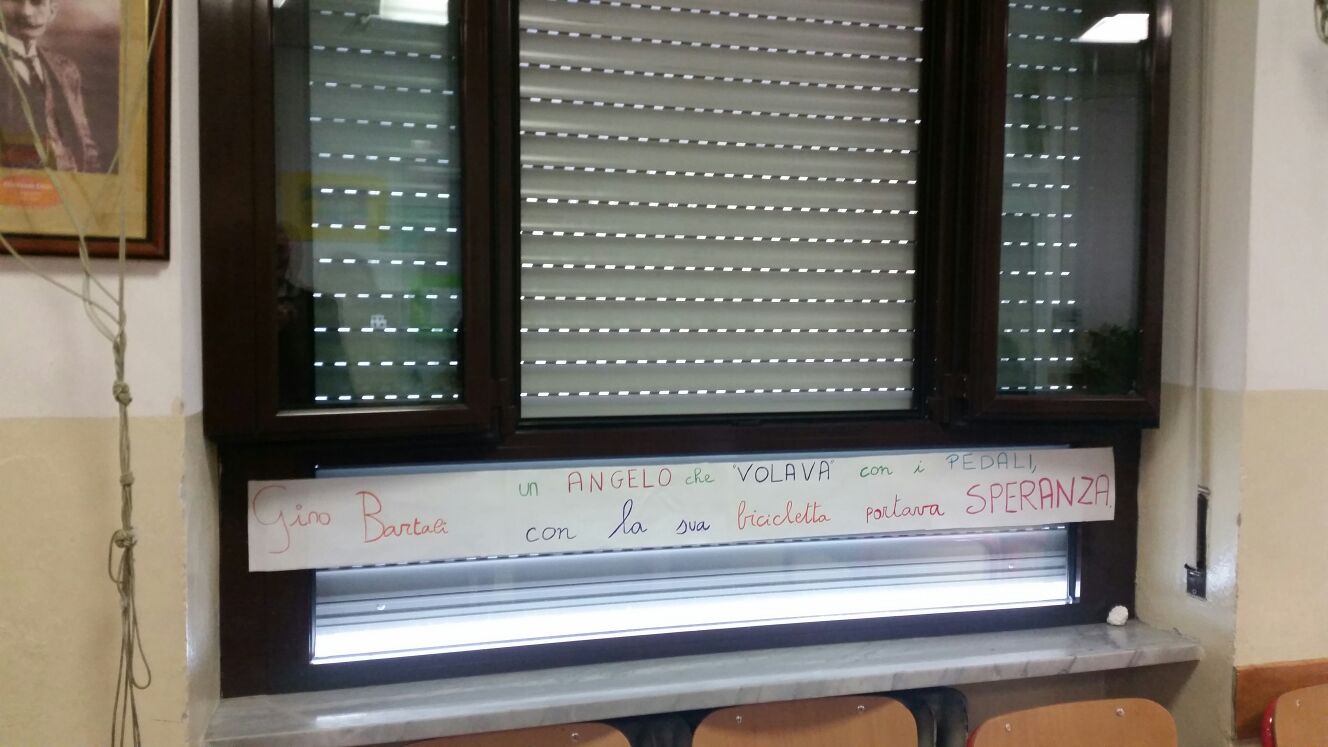 Gino Bartali
un ANGELO che "VOLAVA" con i PEDALI,
con la sua bicicletta portava SPERANZA.